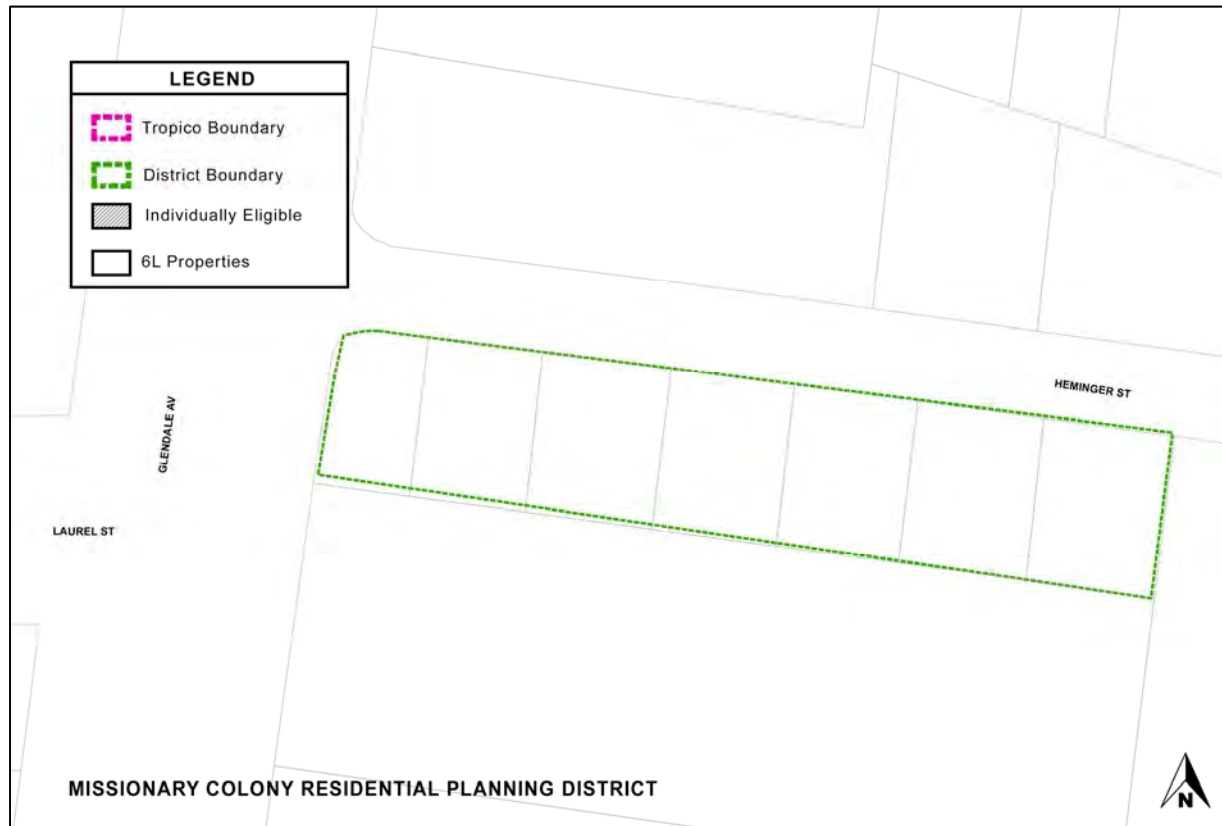 LEGEND
Tropico Boundary
District Boundary
Individually Eligible
6L Properties
HEMINGER ST
GLENDALE AV
LAUREL ST
MISSIONARY COLONY RESIDENTIAL PLANNING DISTRICT
N